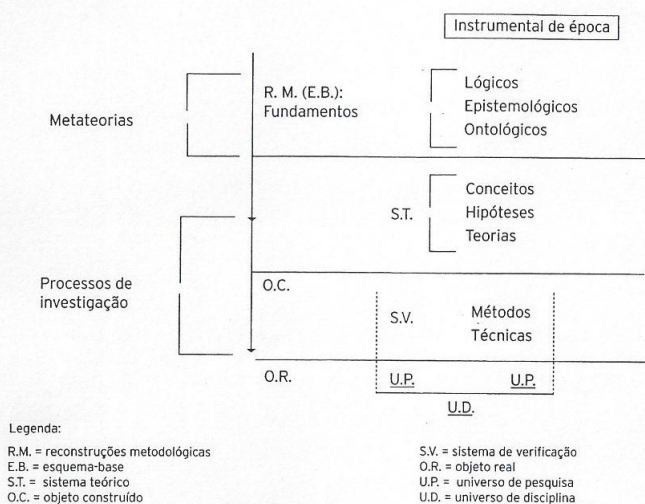 Instrumental de época
Metateorias
R. M. (E.B.):
Fundamentos
Lógicos
Epistemológicos
Ontológicos
S.T.
Conceitos
Hipóteses
Teorias
Processos de
investigação
O.C.
S.V.
Métodos
Técnicas
O.R.
U.P.
U.P.
U.D.
Legenda:
R.M. = reconstruções metodológicas
E.B. = esquema-base
S.T. = sistema teórico
O.C. = objeto construído
S.V. = sistema de verificação
O.R. = objeto real
U.P. = universo de pesquisa
U.D. = universo de disciplina